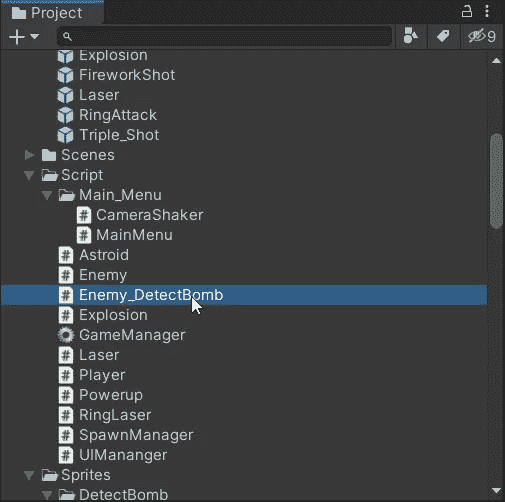 Project
9
Explosion
FireworkShot
Laser
RingAttack
Triple_Shot
Scenes
Script
Main_Menu
CameraShaker
MainMenu
Astroid
Enemy
Enemy_DetectBomb
Explosion
GameManager
Laser
Player
Powerup
RingLaser
SpawnManager
UIMananger
Sprites
DetectBomb